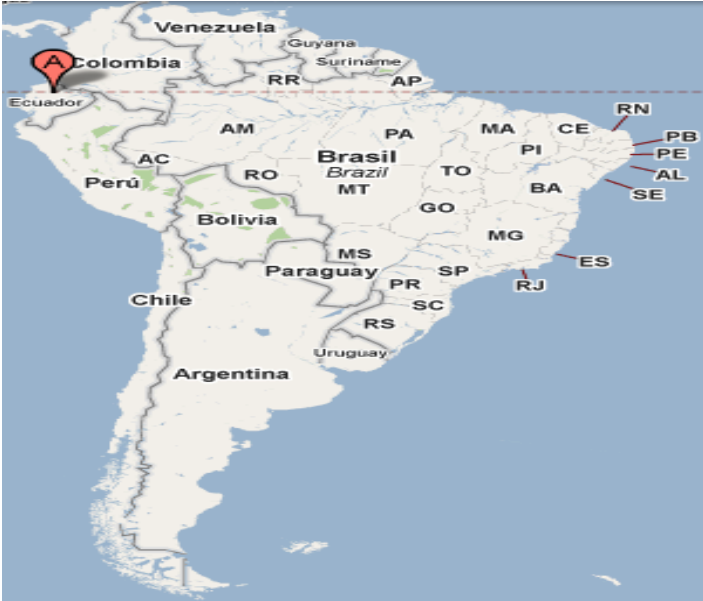 Venezuela
Guyana
Suriname
A
Colombia
RR
AP
Ecuador
RN
AM
PA
MA
CE
PB
PI
PE
Brasil
Brazil
AC
RO
TO
AL
Perú
MT
BA
SE
GO
Bolivia
MG
MS
ES
Paraguay
SP
PR
RJ
Chile
SC
RS
Uruguay
Argentina